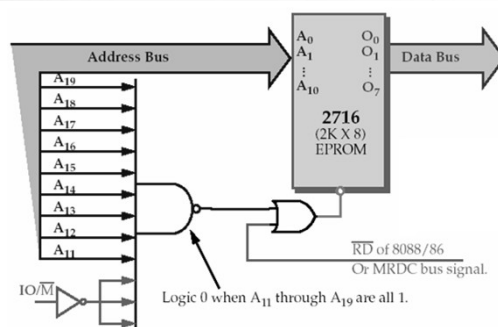 Address Bus
A₀ O₀
A₁ O₁
⋮ ⋮
A₁₀ O₇
Data Bus
2716
(2K X 8)
EPROM
A₁₉
A₁₈
A₁₇
A₁₆
A₁₅
A₁₄
A₁₃
A₁₂
A₁₁
IO/M̅
R̅D̅ of 8088/86
Or MRDC bus signal.
Logic 0 when A₁₁ through A₁₉ are all 1.